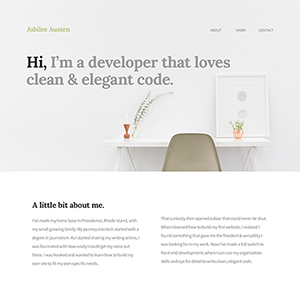 Jubilee Austen
ABOUT
WORK
CONTACT
Hi, I'm a developer that loves
clean & elegant code.
A little bit about me.
I've made my home base in Providence, Rhode Island, with
my small growing family. My journey into tech started with a
degree in journalism. As I started sharing my writing online, I
was fascinated with how easily I could get my voice out
there. I was hooked and wanted to learn how to build my
own site to fit my own specific needs.
That curiosity then opened a door that could never be shut.
When I learned how to build my first website, I realized I
found something that gave me the freedom & versatility I
was looking for in my work. Now I've made a full switch to
front-end development, where I can use my organization
skills and eye for detail to write clean, elegant code.